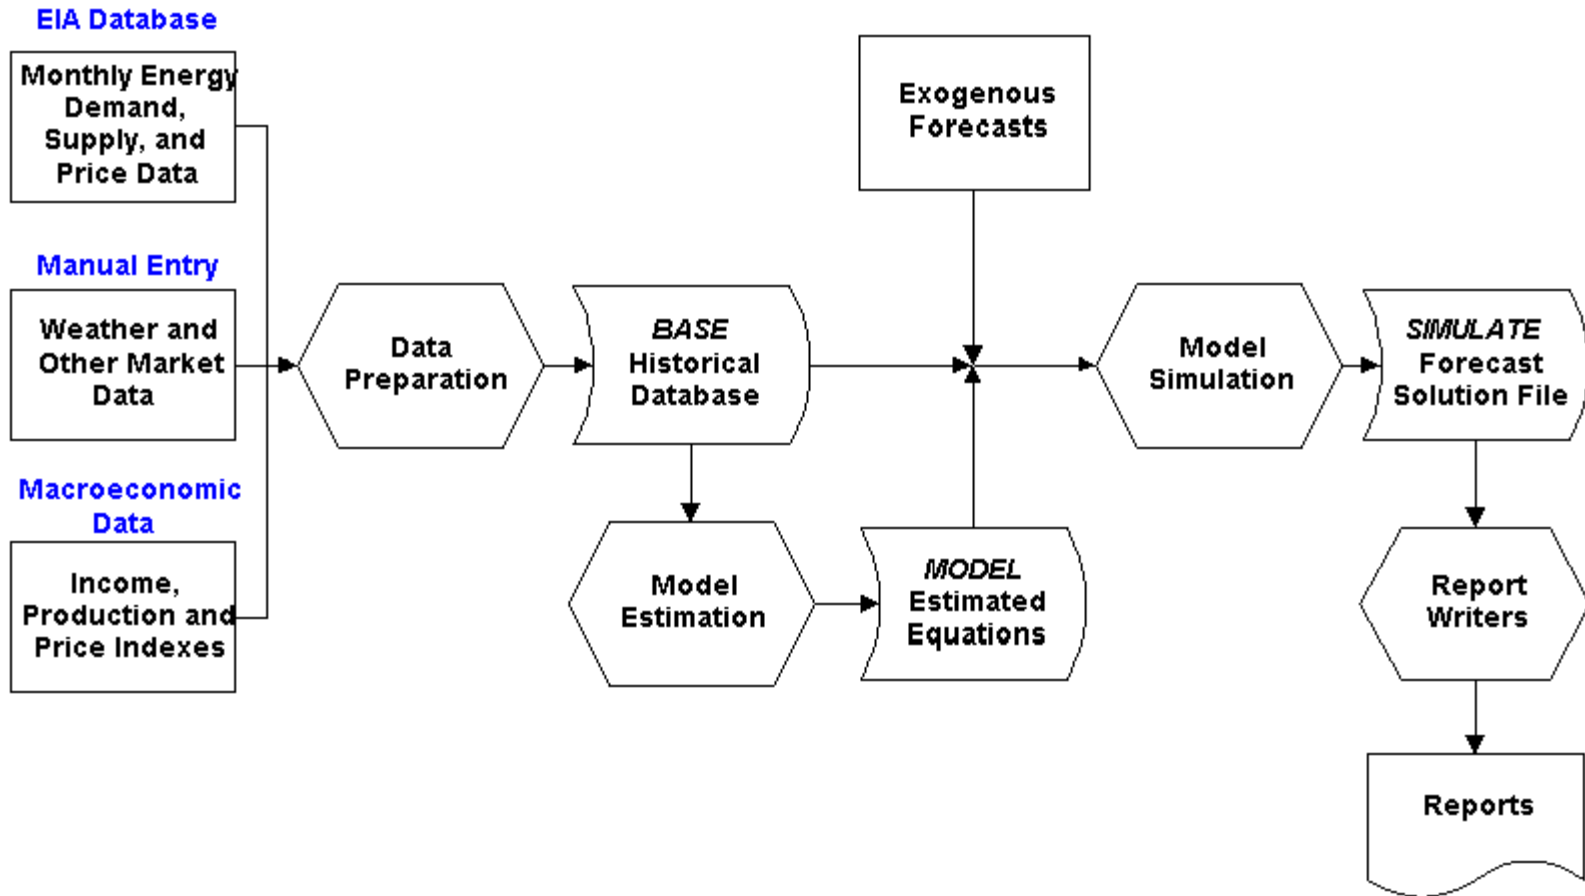 EIA Database
Monthly Energy
Demand,
Supply, and
Price Data
Manual Entry
Weather and
Other Market
Data
Macroeconomic
Data
Income,
Production and
Price Indexes
Data
Preparation
BASE
Historical
Database
Model
Estimation
MODEL
Estimated
Equations
Exogenous
Forecasts
Model
Simulation
SIMULATE
Forecast
Solution File
Report
Writers
Reports